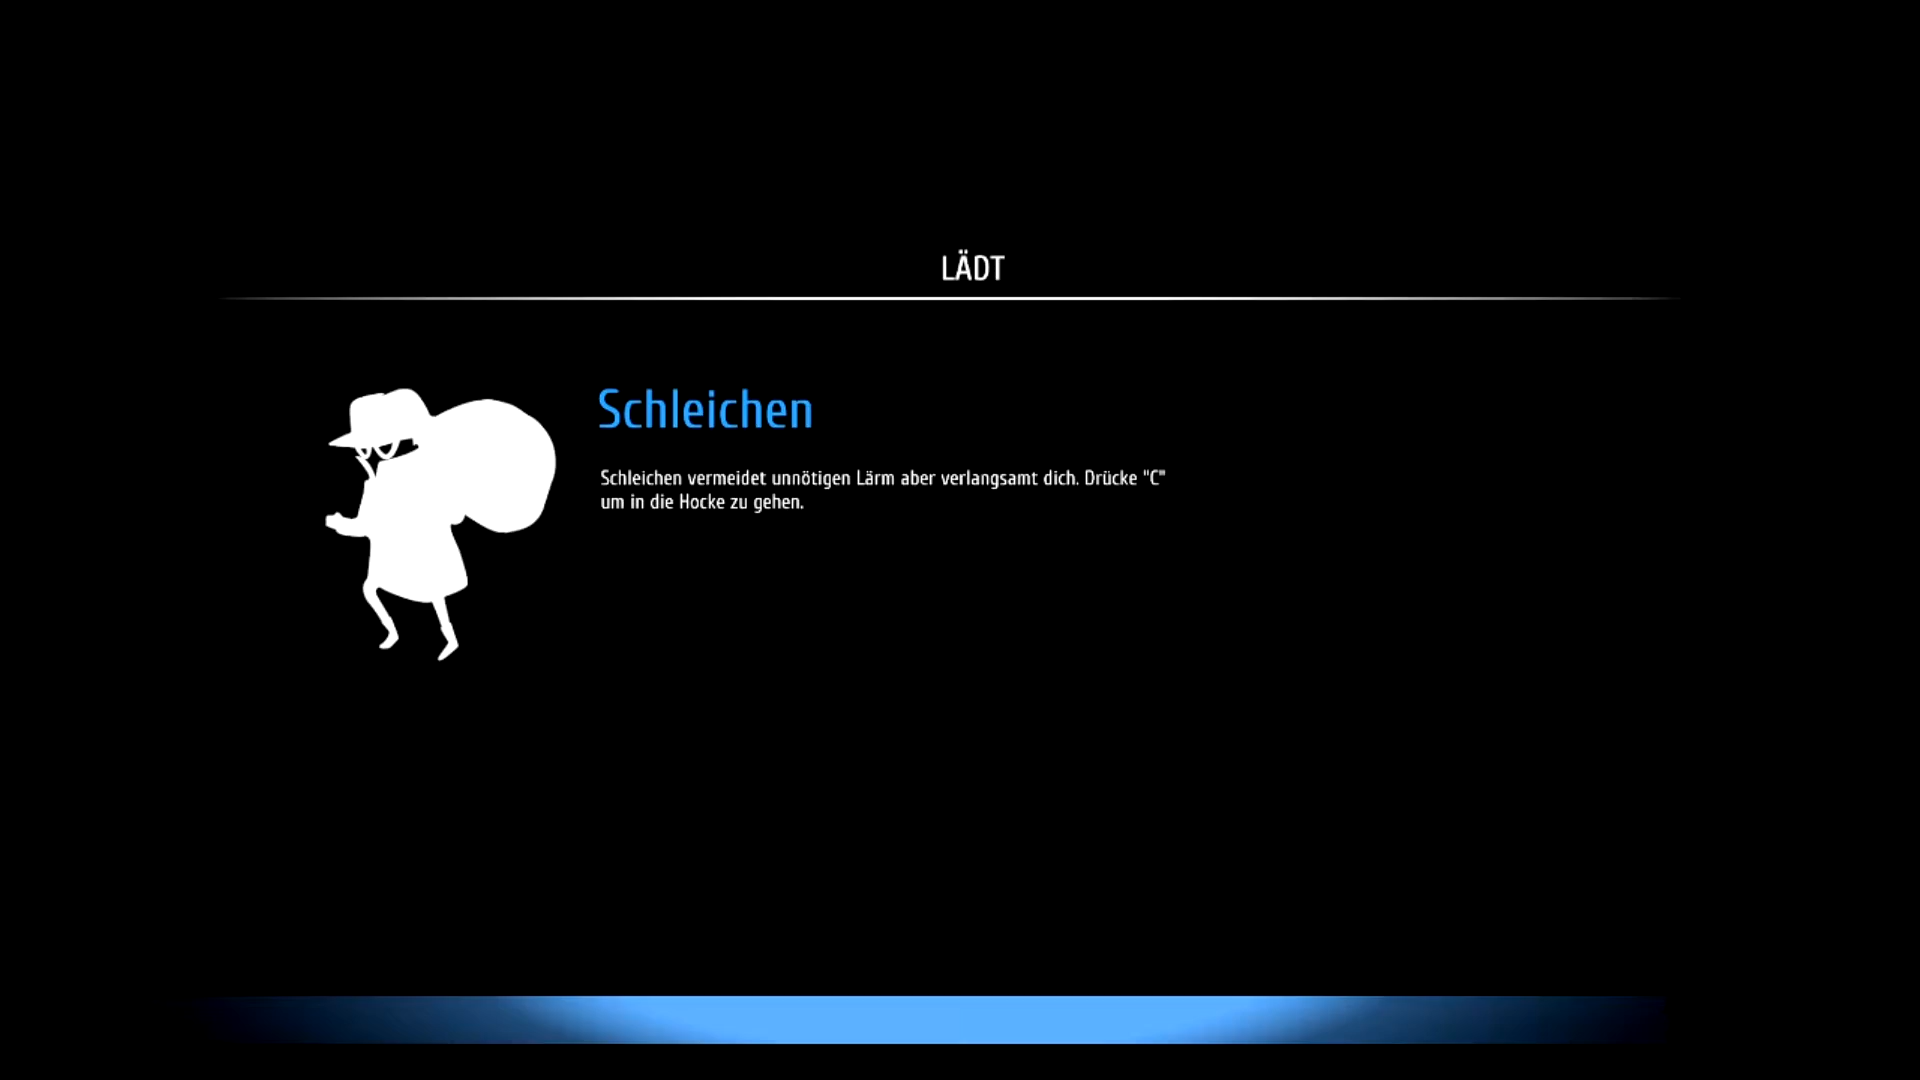 LÄDT
Schleichen
Schleichen vermeidet unnötigen Lärm aber verlangsamt dich. Drücke "C"
um in die Hocke zu gehen.